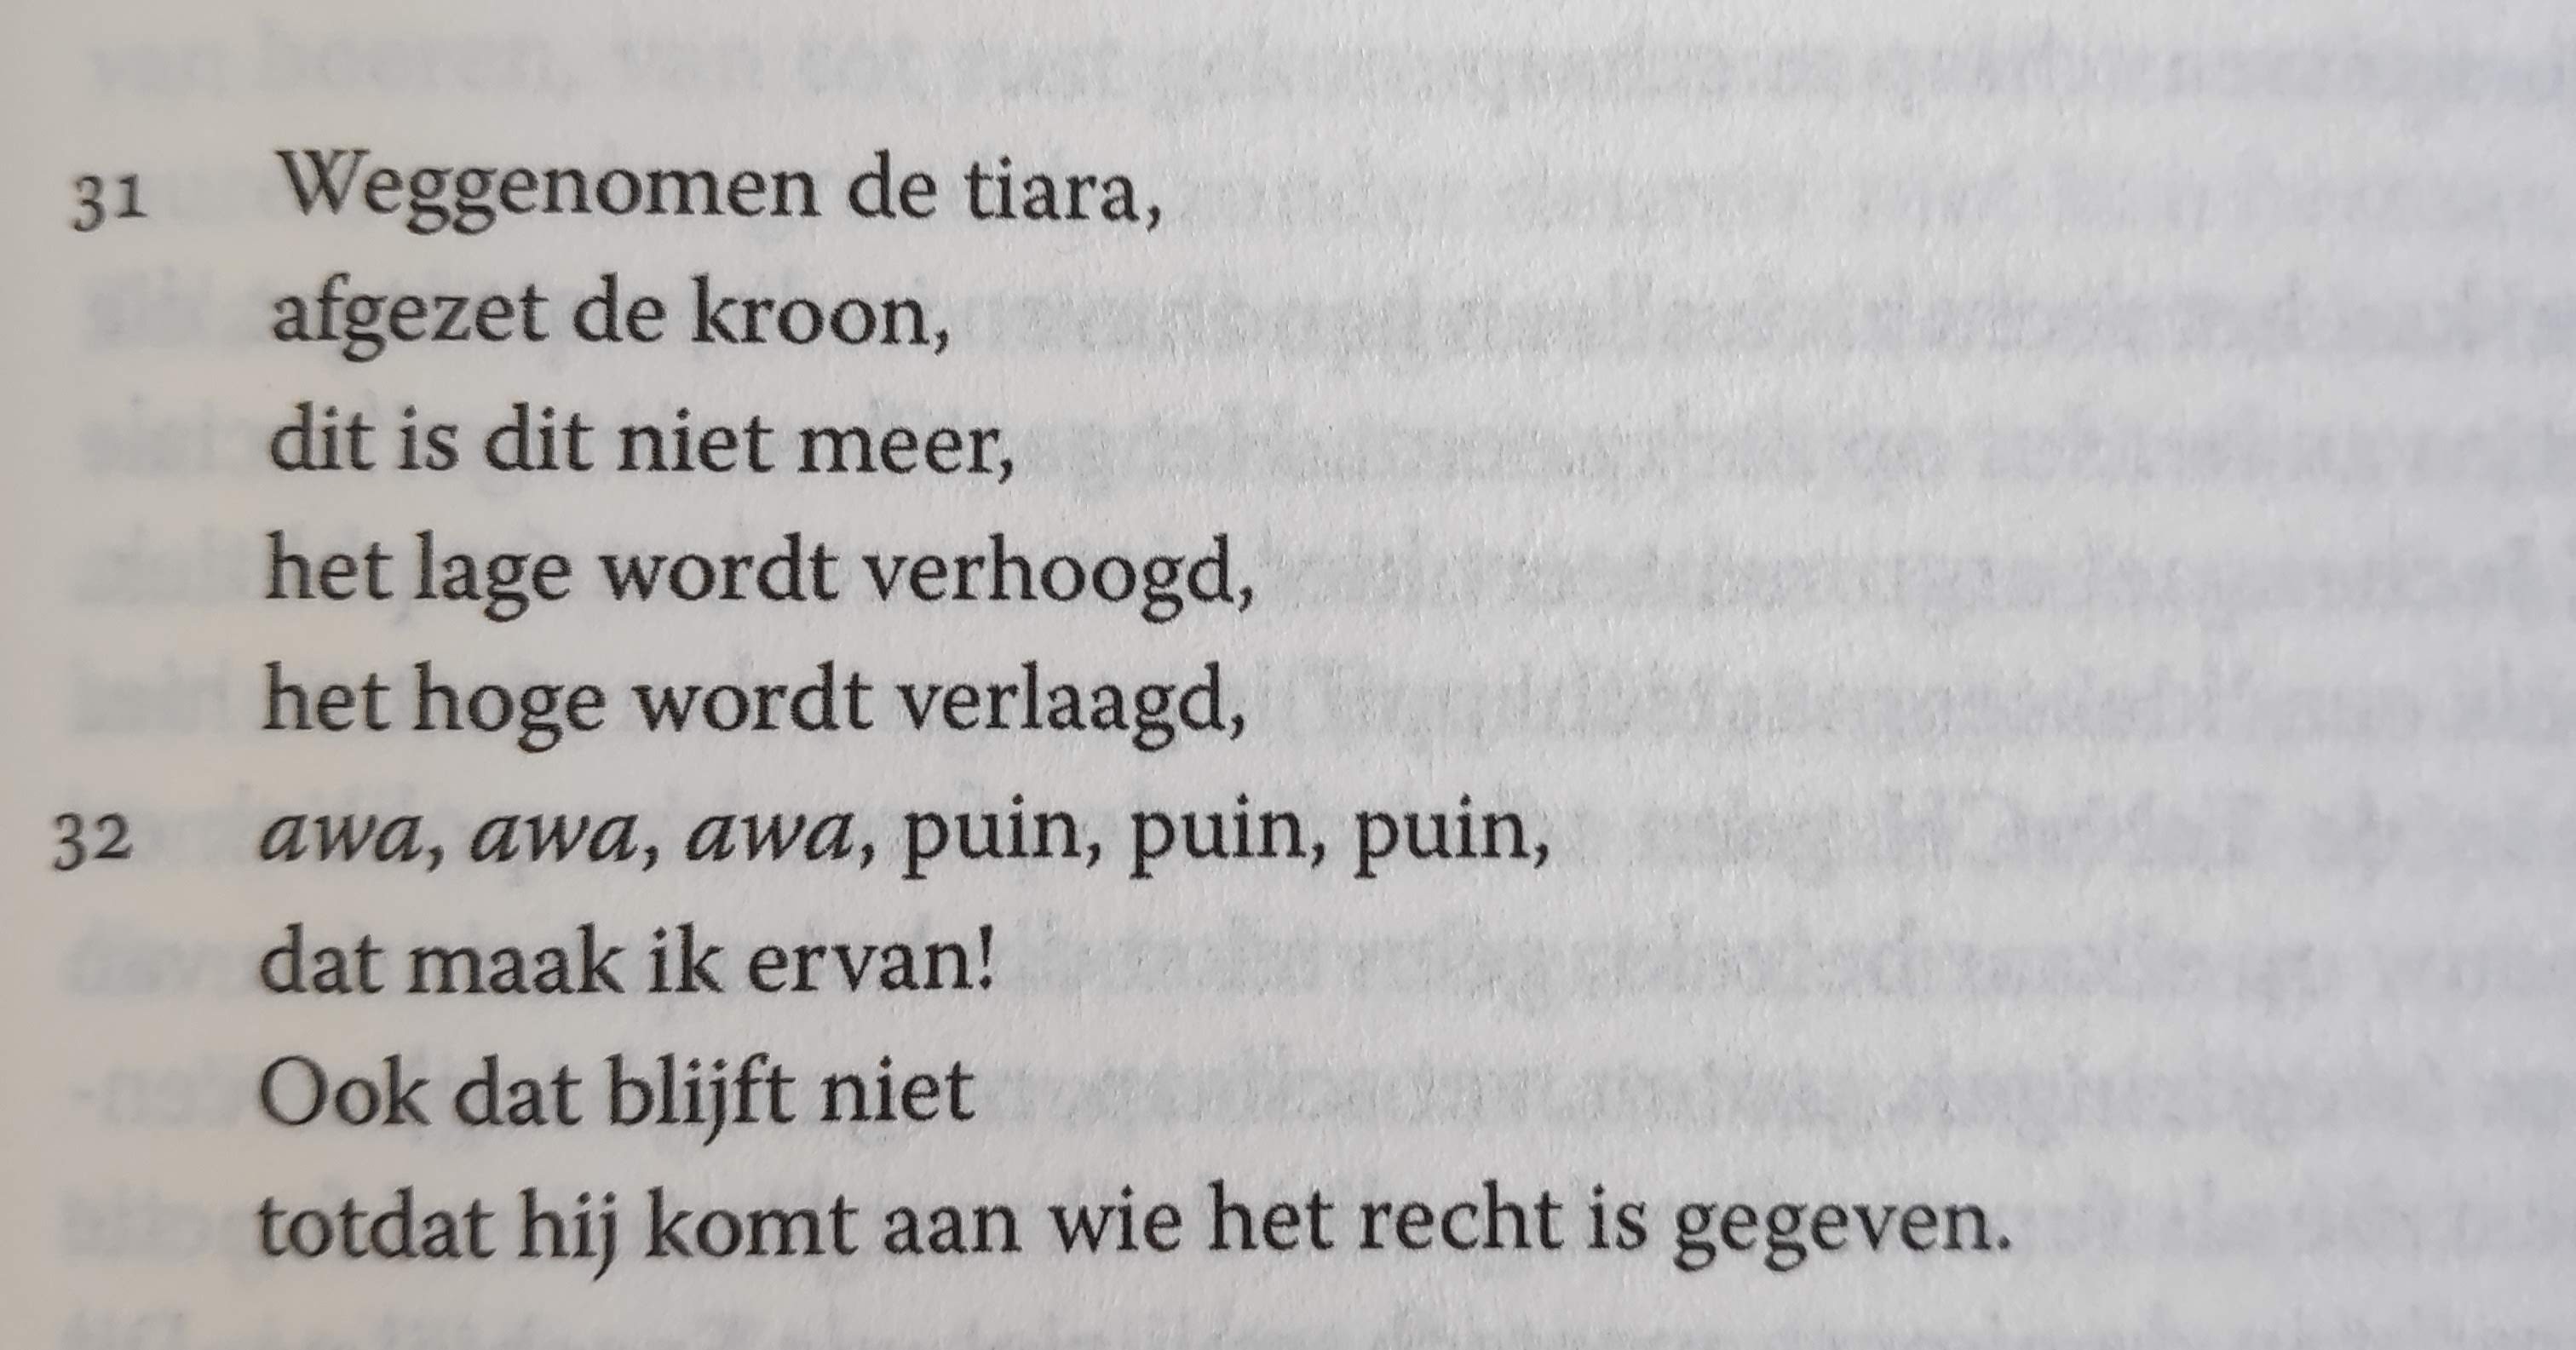 31 Weggenomen de tiara,
afgezet de kroon,
dit is dit niet meer,
het lage wordt verhoogd,
het hoge wordt verlaagd,
32 awa, awa, awa, puin, puin, puin,
dat maak ik ervan!
Ook dat blijft niet
totdat hij komt aan wie het recht is gegeven.